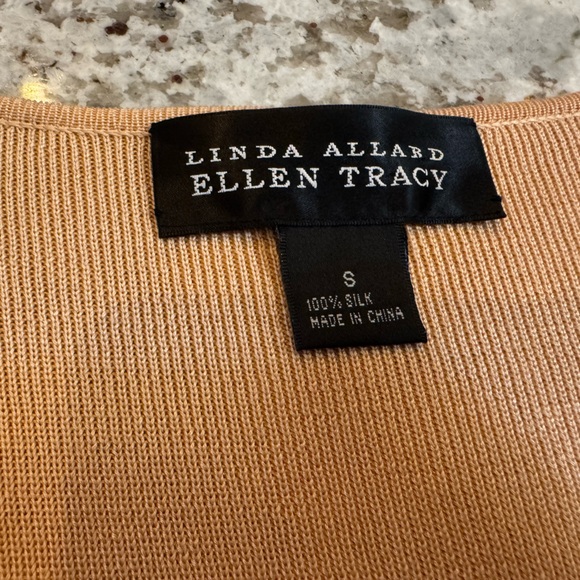 LINDA ALLARD
ELLEN TRACY
S
100% SILK
MADE IN CHINA